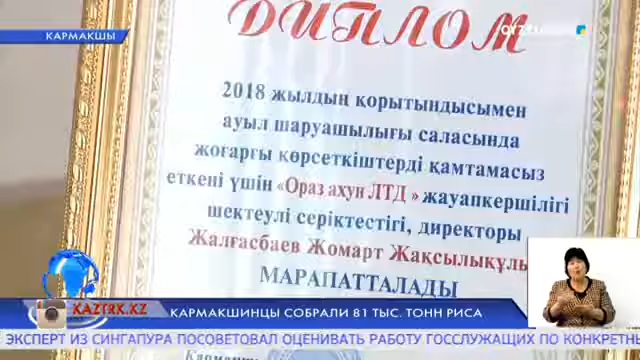 КАРМАКШЫ
ДИПЛОМ
2018 жылдың қорытындысымен
ауыл шаруашылығы саласында
жоғарғы көрсеткіштерді қамтамасыз
еткені үшін «Ораз ахун ЛТД » жауапкершілігі
шектеулі серіктестігі, директоры
Жалғасбаев Жомарт Жақсылықұлы
МАРАПАТТАЛАДЫ
KAZTRK.KZ
КАРМАКШИНЦЫ СОБРАЛИ 81 ТЫС. ТОНН РИСА
ЭКСПЕРТ ИЗ СИНГАПУРА ПОСОВЕТОВАЛ ОЦЕНИВАТЬ РАБОТУ ГОССЛУЖАЩИХ ПО КОНКРЕТНЫ